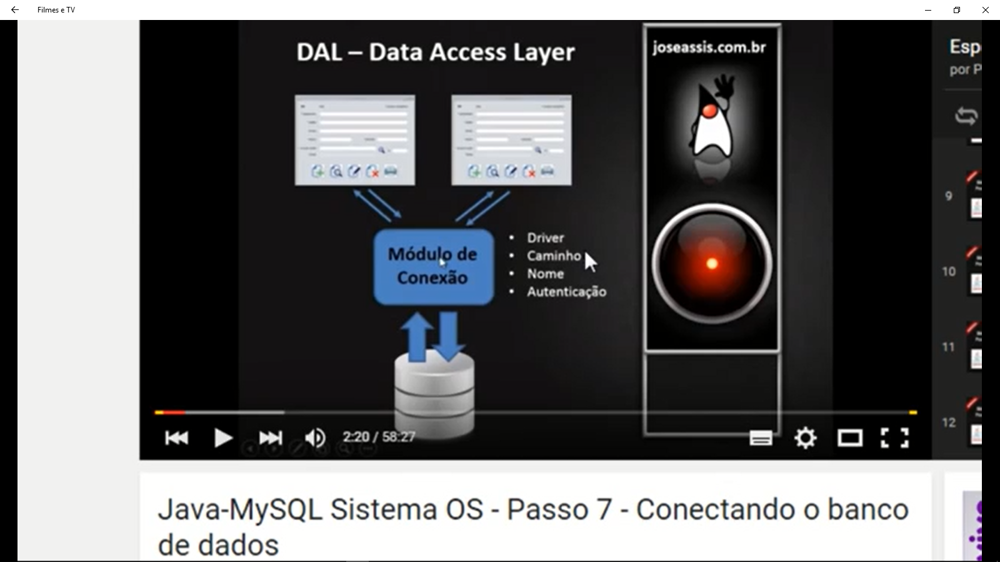 Filmes e TV
DAL – Data Access Layer
joseassis.com.br
Módulo de
Conexão
• Driver
• Caminho
• Nome
• Autenticação
Esp
por P
9
10
11
12
2:20 / 58:27
Java-MySQL Sistema OS - Passo 7 - Conectando o banco
de dados